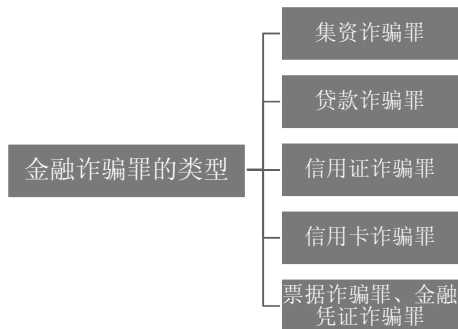 金融诈骗罪的类型
集资诈骗罪
贷款诈骗罪
信用证诈骗罪
信用卡诈骗罪
票据诈骗罪、金融
凭证诈骗罪